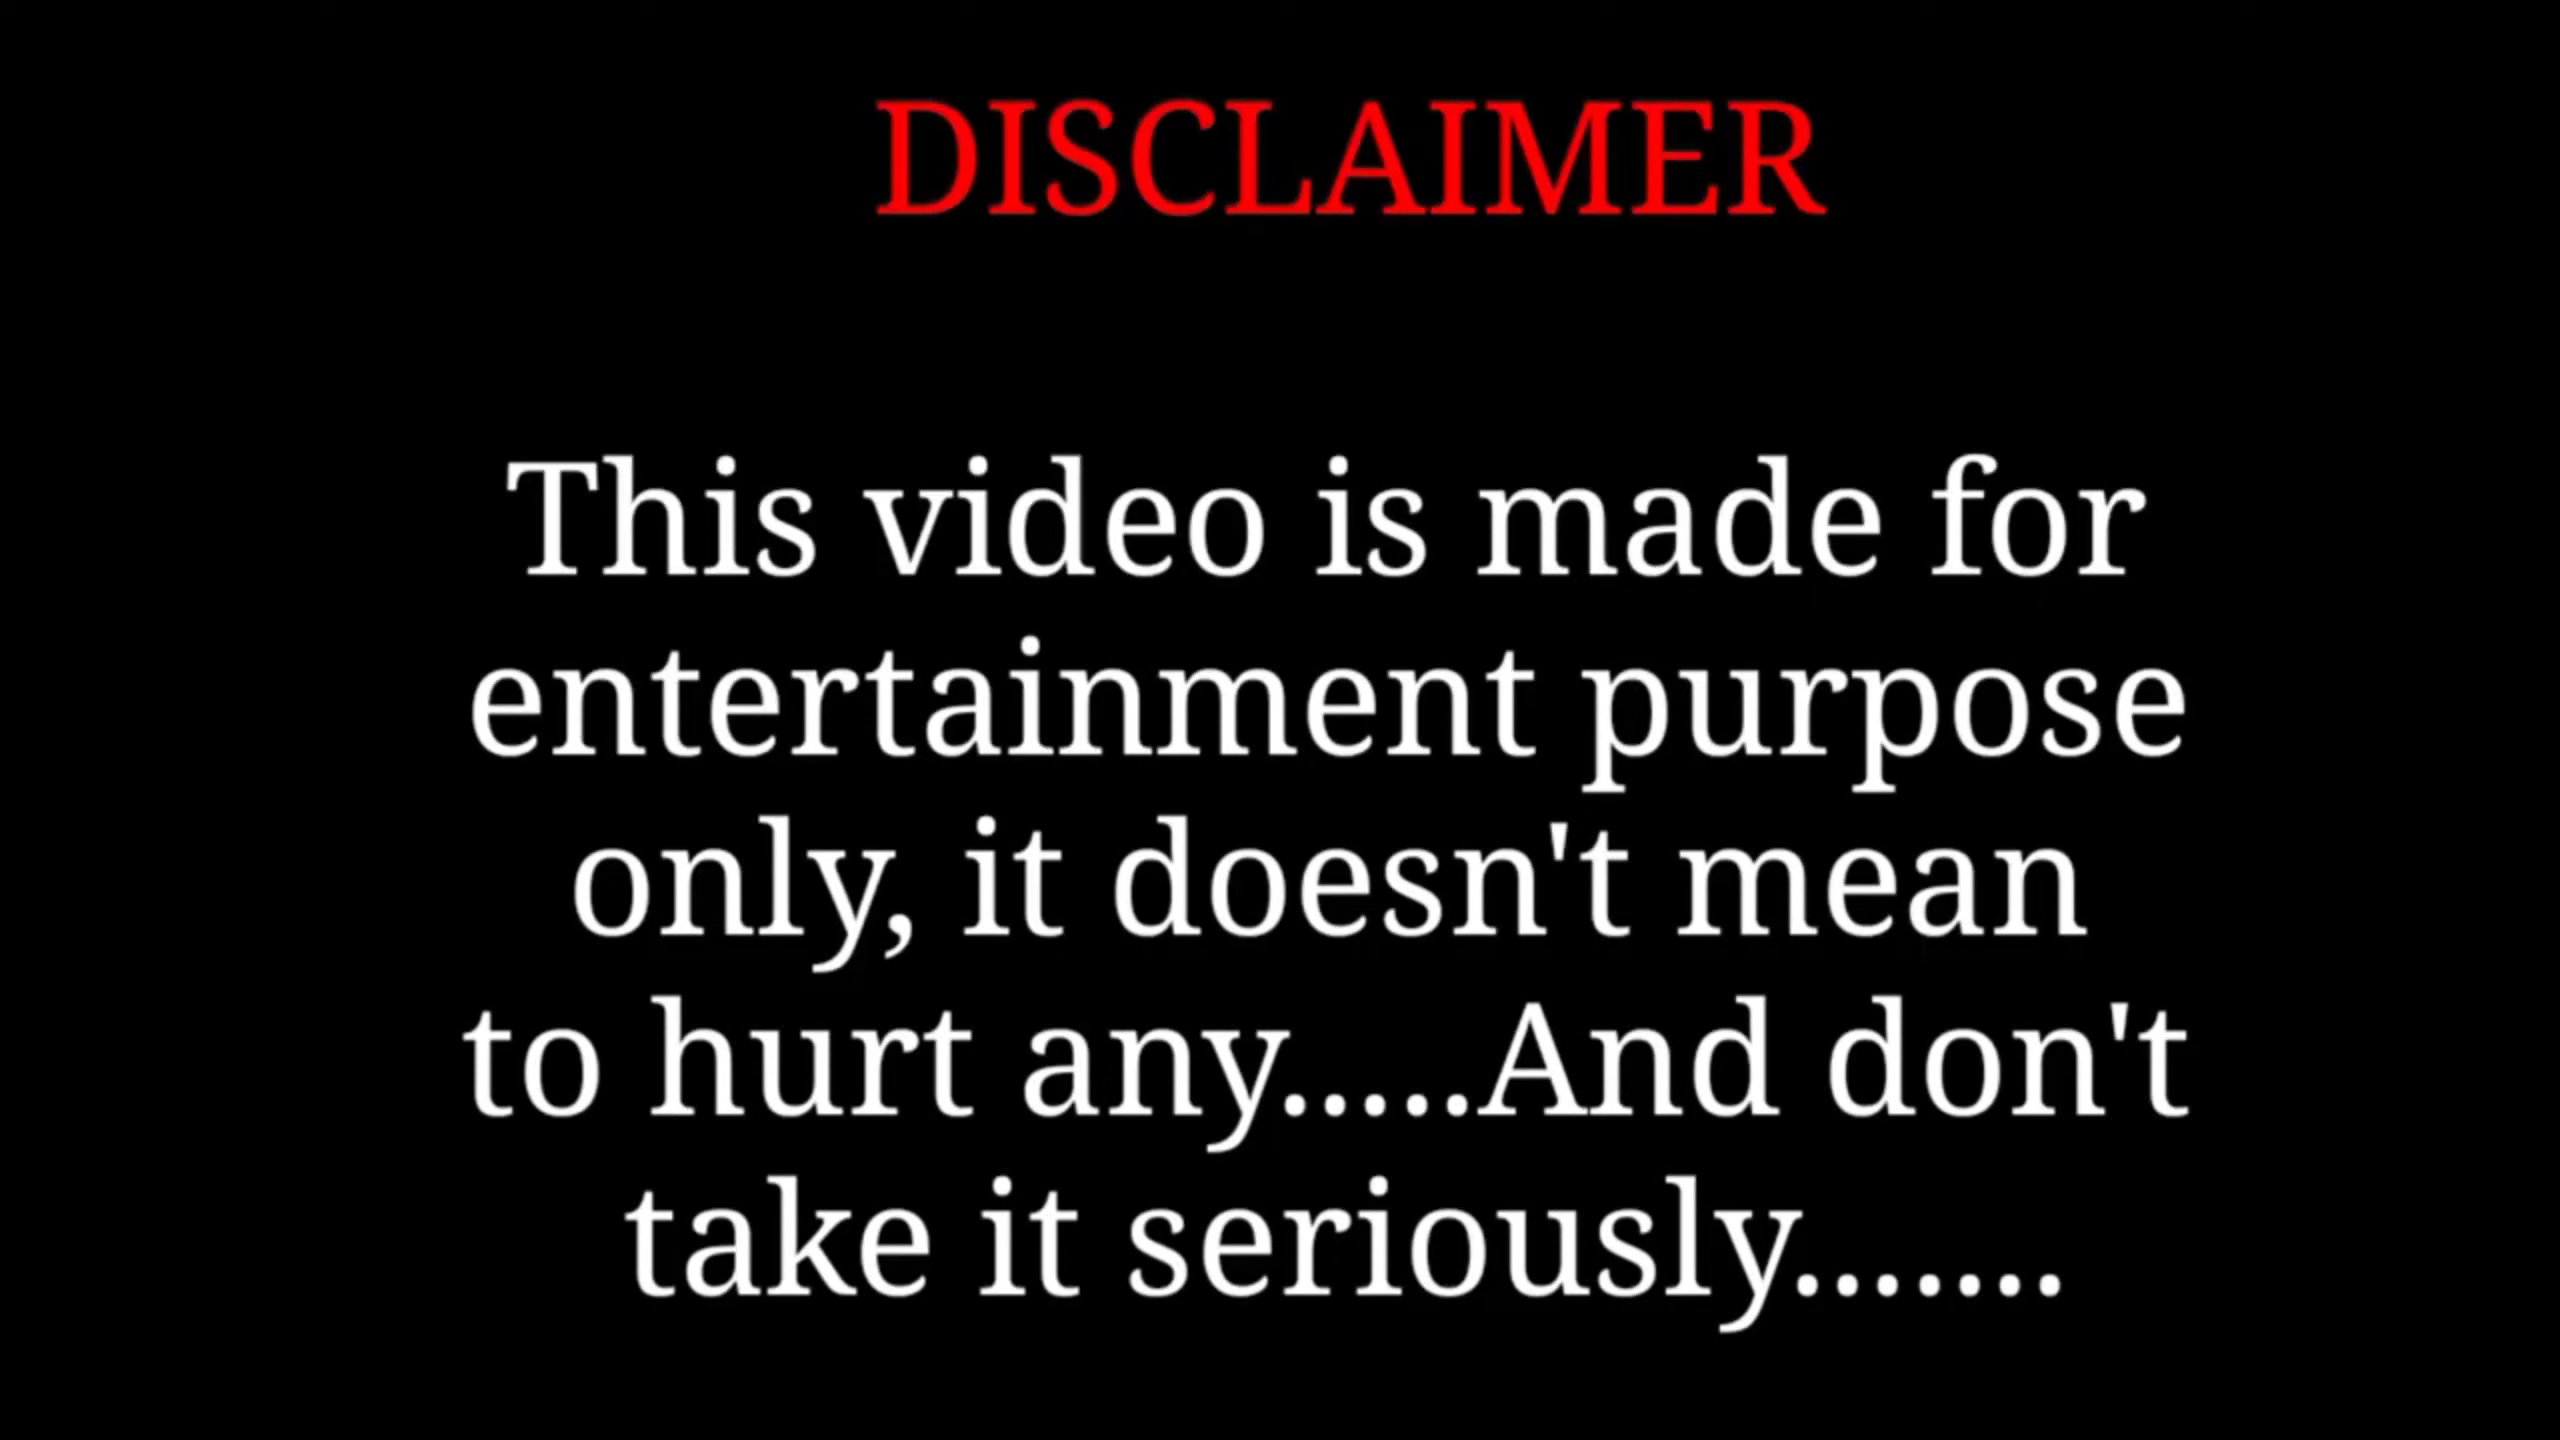 DISCLAIMER
This video is made for
entertainment purpose
only, it doesn't mean
to hurt any.....And don't
take it seriously.......